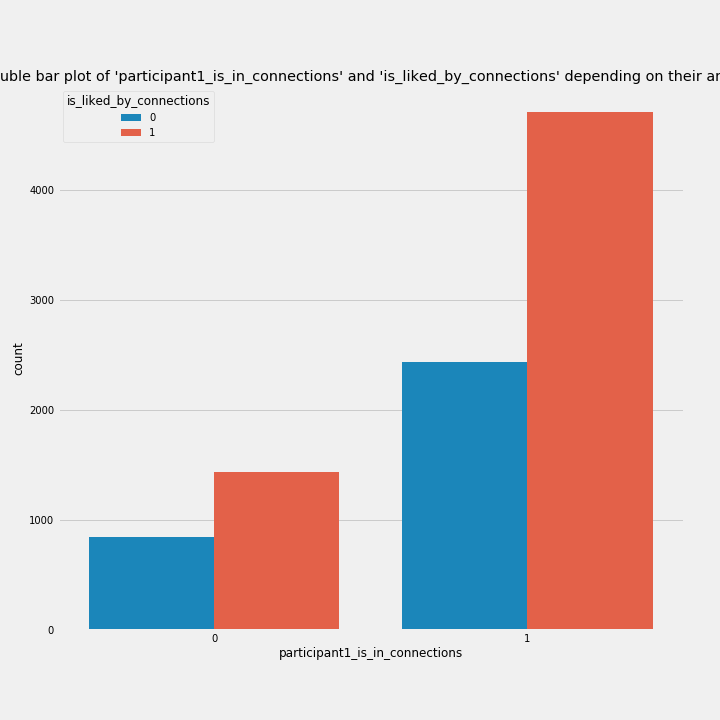 uble bar plot of 'participant1_is_in_connections' and 'is_liked_by_connections' depending on their
is_liked_by_connections
0
1
4000
3000
2000
1000
0
count
0 1
participant1_is_in_connections